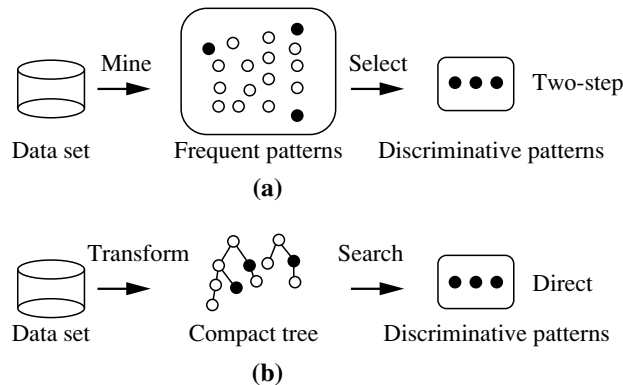 Mine
Select
Two-step
Data set
Frequent patterns
Discriminative patterns
(a)
Transform
Search
Direct
Data set
Compact tree
Discriminative patterns
(b)